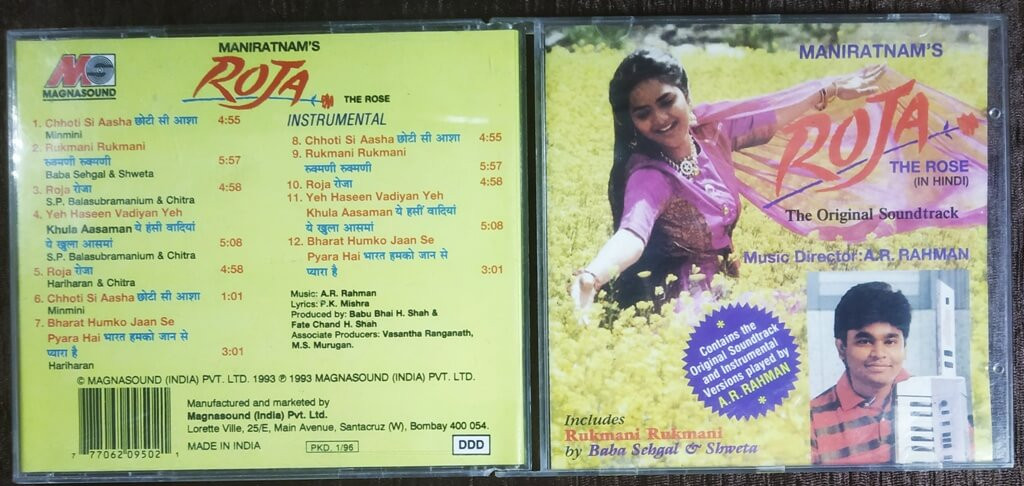 MAGNASOUND
MANIRATNAM'S
ROJA
THE ROSE
1. Chhoti Si Aasha छोटी सी आशा 4:55
Minmini
2. Rukmani Rukmani
रुक्मणी रुक्मणी 5:57
Baba Sehgal & Shweta
3. Roja रोजा 4:58
S.P. Balasubramanium & Chitra
4. Yeh Haseen Vadiyan Yeh
Khula Aasaman ये हंसी वादियां
ये खुला आसमां 5:08
S.P. Balasubramanium & Chitra
5. Roja रोजा 4:58
Hariharan & Chitra
6. Chhoti Si Aasha छोटी सी आशा 1:01
Minmini
7. Bharat Humko Jaan Se
Pyara Hai भारत हमको जान से
प्यारा है 3:01
Hariharan
INSTRUMENTAL
8. Chhoti Si Aasha छोटी सी आशा 4:55
9. Rukmani Rukmani
रुक्मणी रुक्मणी 5:57
10. Roja रोजा 4:58
11. Yeh Haseen Vadiyan Yeh
Khula Aasaman ये हसीं वादियां
ये खुला आसमां 5:08
12. Bharat Humko Jaan Se
Pyara Hai भारत हमको जान से
प्यारा है 3:01
Music: A.R. Rahman
Lyrics: P.K. Mishra
Produced by: Babu Bhai H. Shah &
Fate Chand H. Shah
Associate Producers: Vasantha Ranganath,
M.S. Murugan.
© MAGNASOUND (INDIA) PVT. LTD. 1993 ℗ 1993 MAGNASOUND (INDIA) PVT. LTD.
7 77062 09502 1
Manufactured and marketed by
Magnasound (India) Pvt. Ltd.
Lorette Ville, 25/E, Main Avenue, Santacruz (W), Bombay 400 054.
MADE IN INDIA
PKD. 1/96
DDD
MANIRATNAM'S
ROJA
THE ROSE
(IN HINDI)
The Original Soundtrack
Music Director: A.R. RAHMAN
Contains the
Original Soundtrack
and Instrumental
Versions played by
A.R. RAHMAN
Includes
Rukmani Rukmani
by Baba Sehgal & Shweta